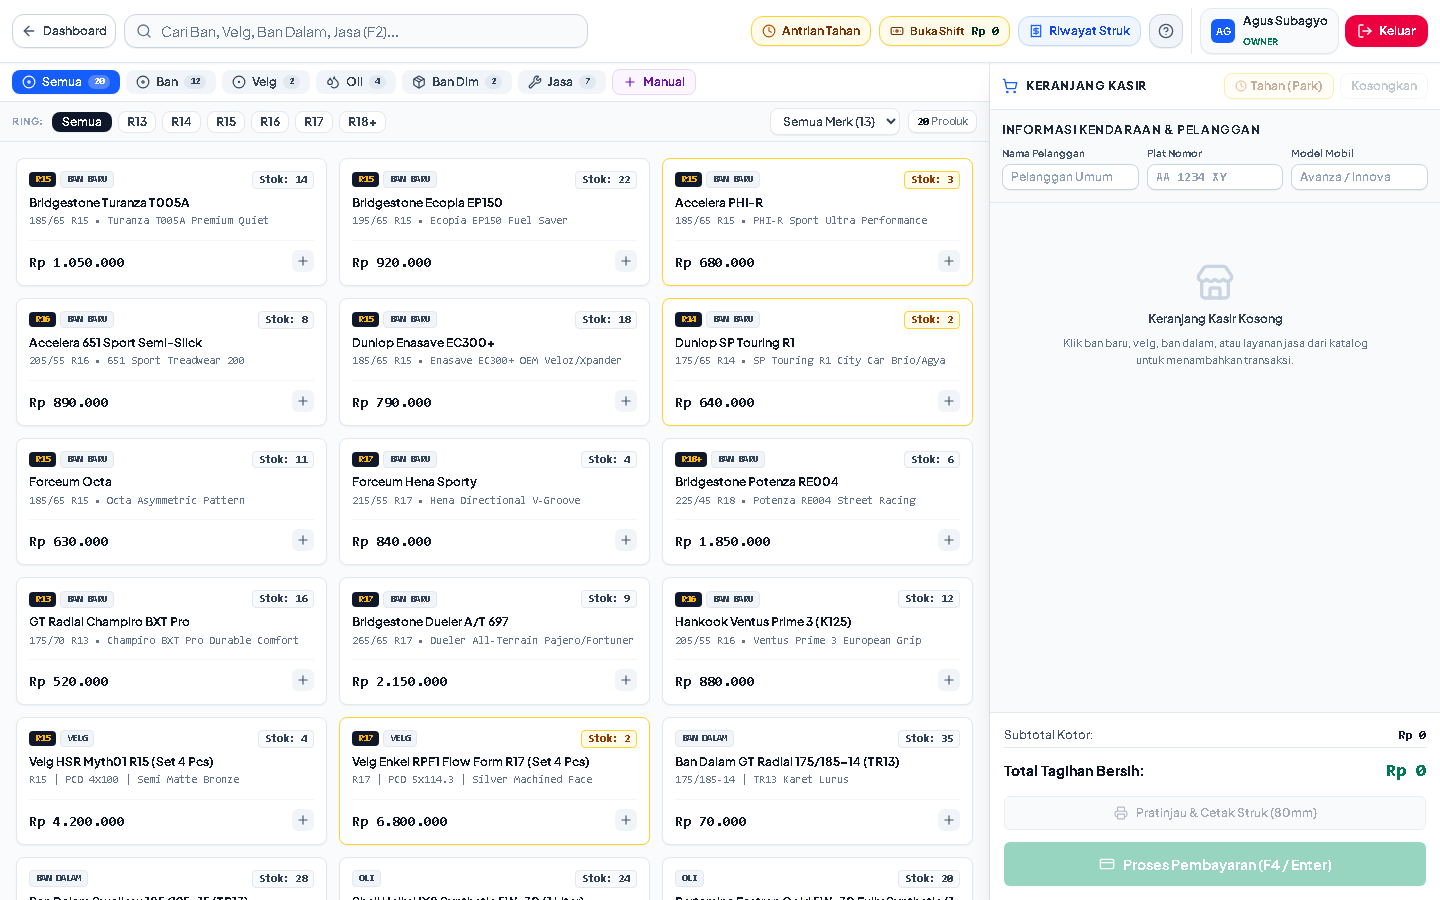 Dashboard
Cari Ban, Velg, Ban Dalam, Jasa (F2)...
Antrian Tahan
Buka Shift Rp 0
Riwayat Struk
AG
Agus Subagyo
OWNER
Keluar
Semua 20
Ban 12
Velg 2
Oli 4
Ban Dlm 2
Jasa 7
Manual
RING:
Semua
R13
R14
R15
R16
R17
R18+
Semua Merk (13)
20 Produk
R15 BAN BARU Stok: 14
Bridgestone Turanza T005A
185/65 R15 • Turanza T005A Premium Quiet
Rp 1.050.000
R15 BAN BARU Stok: 22
Bridgestone Ecopia EP150
195/65 R15 • Ecopia EP150 Fuel Saver
Rp 920.000
R15 BAN BARU Stok: 3
Accelera PHI-R
185/65 R15 • PHI-R Sport Ultra Performance
Rp 680.000
R16 BAN BARU Stok: 8
Accelera 651 Sport Semi-Slick
205/55 R16 • 651 Sport Treadwear 200
Rp 890.000
R15 BAN BARU Stok: 18
Dunlop Enasave EC300+
185/65 R15 • Enasave EC300+ OEM Veloz/Xpander
Rp 790.000
R14 BAN BARU Stok: 2
Dunlop SP Touring R1
175/65 R14 • SP Touring R1 City Car Brio/Agya
Rp 640.000
R15 BAN BARU Stok: 11
Forceum Octa
185/65 R15 • Octa Asymmetric Pattern
Rp 630.000
R17 BAN BARU Stok: 4
Forceum Hena Sporty
215/55 R17 • Hena Directional V-Groove
Rp 840.000
R18+ BAN BARU Stok: 6
Bridgestone Potenza RE004
225/45 R18 • Potenza RE004 Street Racing
Rp 1.850.000
R13 BAN BARU Stok: 16
GT Radial Champiro BXT Pro
175/70 R13 • Champiro BXT Pro Durable Comfort
Rp 520.000
R17 BAN BARU Stok: 9
Bridgestone Dueler A/T 697
265/65 R17 • Dueler All-Terrain Pajero/Fortuner
Rp 2.150.000
R16 BAN BARU Stok: 12
Hankook Ventus Prime 3 (K125)
205/55 R16 • Ventus Prime 3 European Grip
Rp 880.000
R15 VELG Stok: 4
Velg HSR Myth01 R15 (Set 4 Pcs)
R15 | PCD 4x100 | Semi Matte Bronze
Rp 4.200.000
R17 VELG Stok: 2
Velg Enkei RPF1 Flow Form R17 (Set 4 Pcs)
R17 | PCD 5x114.3 | Silver Machined Face
Rp 6.800.000
BAN DALAM Stok: 35
Ban Dalam GT Radial 175/185-14 (TR13)
175/185-14 | TR13 Karet Lurus
Rp 70.000
BAN DALAM Stok: 28
OLI Stok: 24
OLI Stok: 20
KERANJANG KASIR
Tahan (Park)
Kosongkan
INFORMASI KENDARAAN & PELANGGAN
Nama Pelanggan
Plat Nomor
Model Mobil
Pelanggan Umum
AA 1234 XY
Avanza / Innova
Keranjang Kasir Kosong
Klik ban baru, velg, ban dalam, atau layanan jasa dari katalog
untuk menambahkan transaksi.
Subtotal Kotor: Rp 0
Total Tagihan Bersih: Rp 0
Pratinjau & Cetak Struk (80mm)
Proses Pembayaran (F4 / Enter)